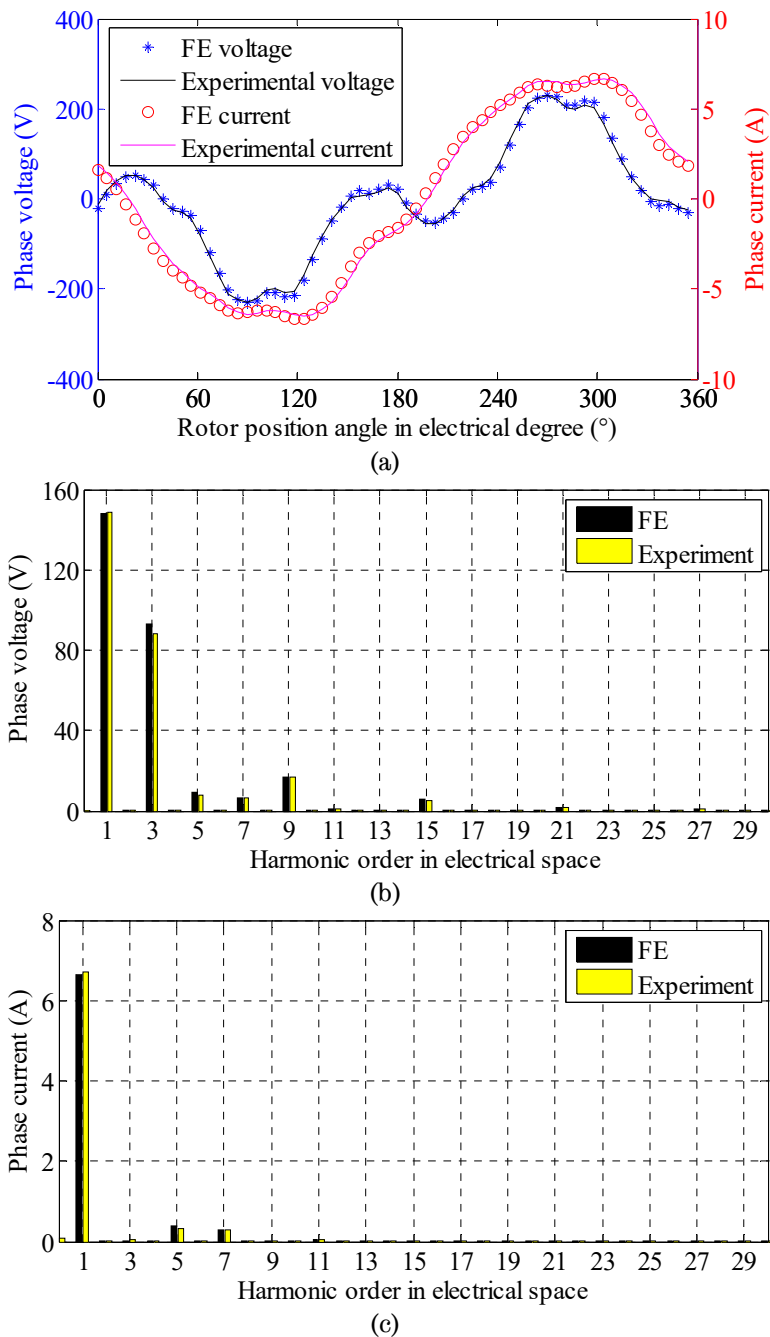 400
200
0
-200
-400
Phase voltage (V)
10
5
0
-5
-10
Phase current (A)
FE voltage
Experimental voltage
FE current
Experimental current
0 60 120 180 240 300 360
Rotor position angle in electrical degree (°)
(a)
160
120
80
40
0
Phase voltage (V)
FE
Experiment
1 3 5 7 9 11 13 15 17 19 21 23 25 27 29
Harmonic order in electrical space
(b)
8
6
4
2
0
Phase current (A)
FE
Experiment
1 3 5 7 9 11 13 15 17 19 21 23 25 27 29
Harmonic order in electrical space
(c)